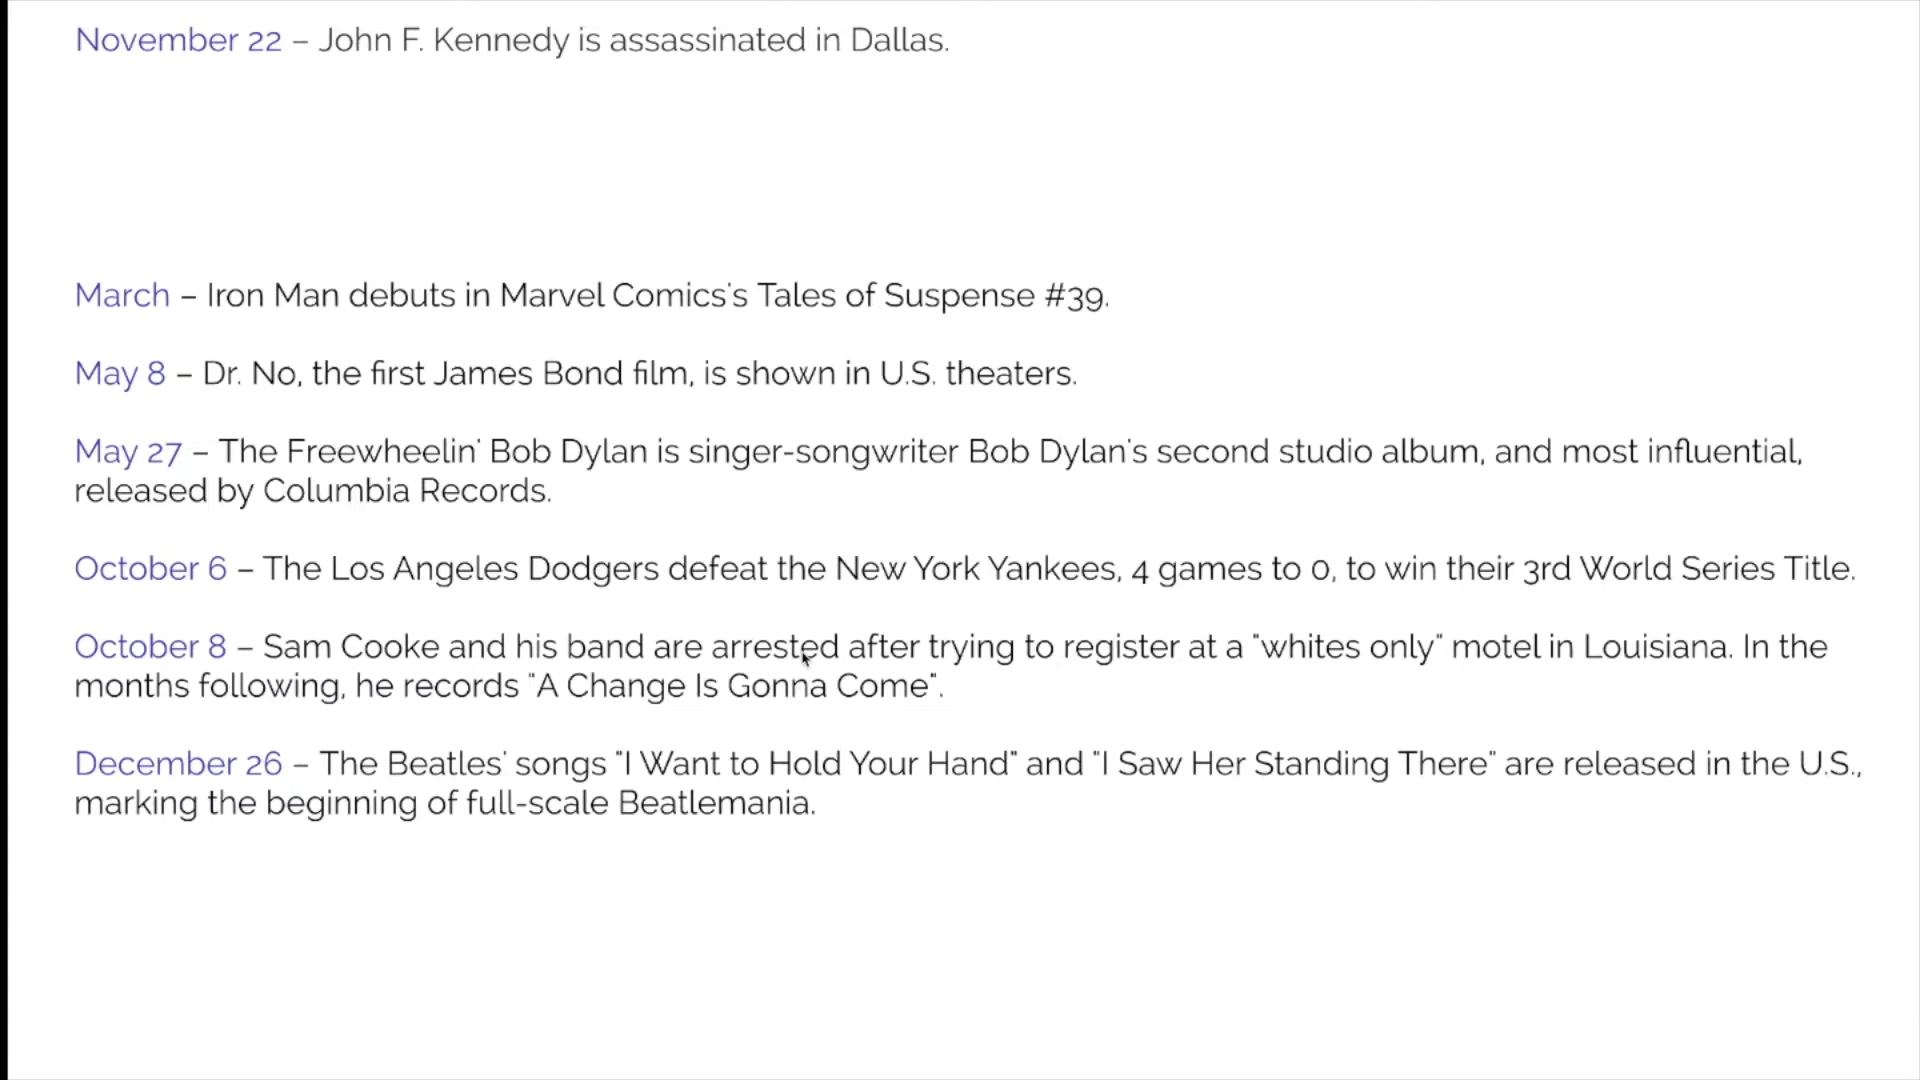 November 22 – John F. Kennedy is assassinated in Dallas.
March – Iron Man debuts in Marvel Comics's Tales of Suspense #39.
May 8 – Dr. No, the first James Bond film, is shown in U.S. theaters.
May 27 – The Freewheelin' Bob Dylan is singer-songwriter Bob Dylan's second studio album, and most influential,
released by Columbia Records.
October 6 – The Los Angeles Dodgers defeat the New York Yankees, 4 games to 0, to win their 3rd World Series Title.
October 8 – Sam Cooke and his band are arrested after trying to register at a "whites only" motel in Louisiana. In the
months following, he records "A Change Is Gonna Come".
December 26 – The Beatles' songs "I Want to Hold Your Hand" and "I Saw Her Standing There" are released in the U.S.,
marking the beginning of full-scale Beatlemania.